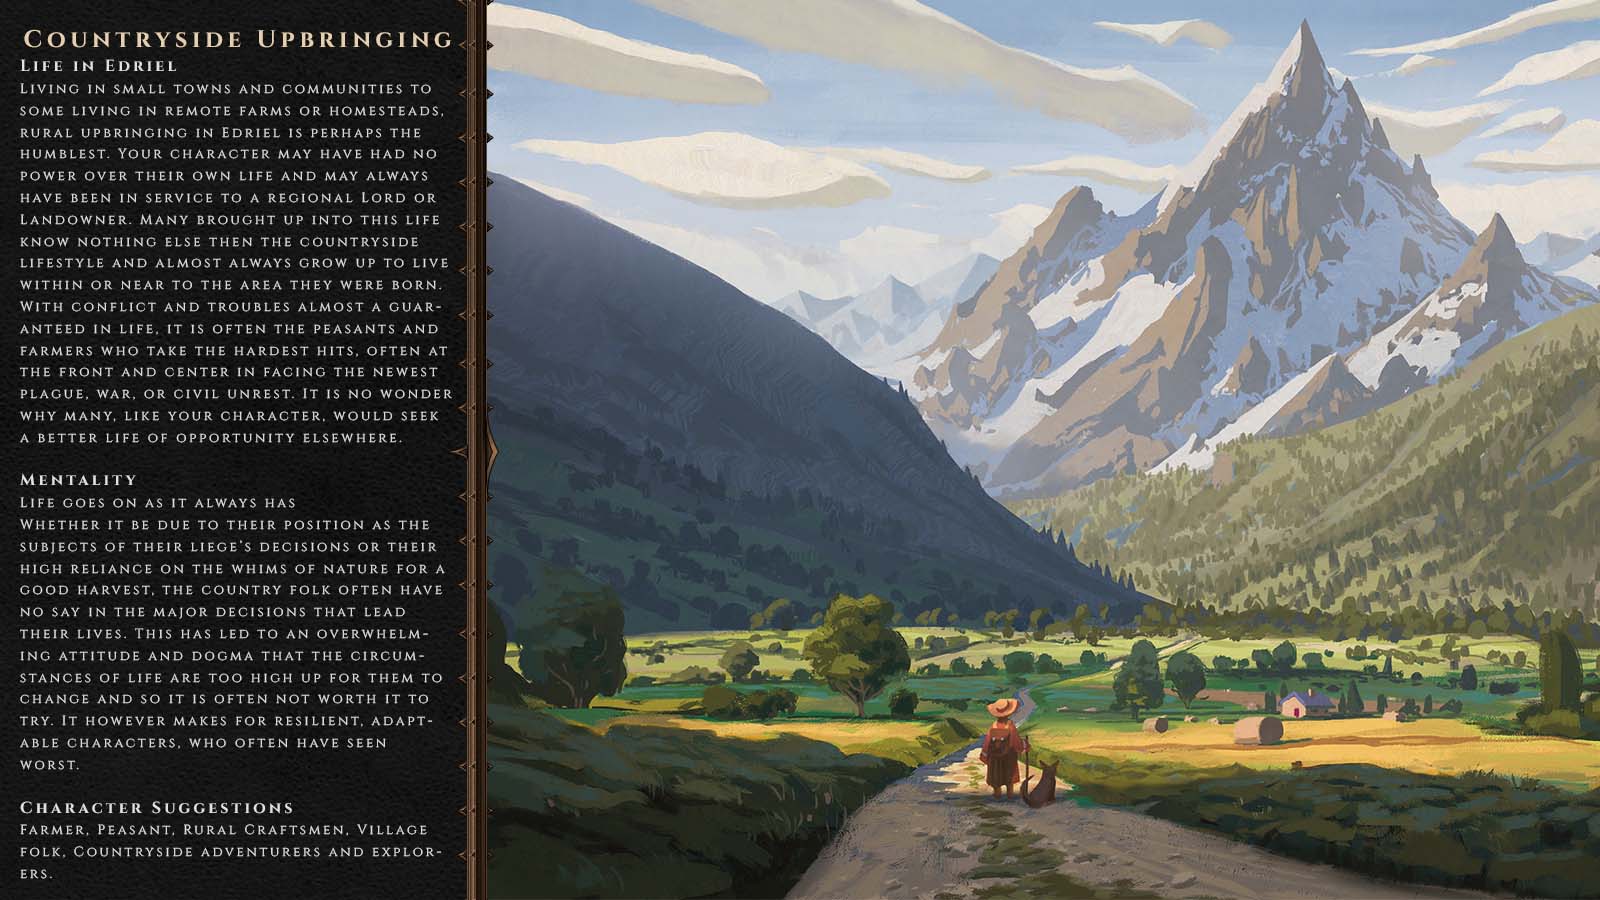 Countryside Upbringing
Life in Edriel
Living in small towns and communities to
some living in remote farms or homesteads,
rural upbringing in Edriel is perhaps the
humblest. Your character may have had no
power over their own life and may always
have been in service to a regional Lord or
Landowner. Many brought up into this life
know nothing else then the countryside
lifestyle and almost always grow up to live
within or near to the area they were born.
With conflict and troubles almost a guar-
anteed in life, it is often the peasants and
farmers who take the hardest hits, often at
the front and center in facing the newest
plague, war, or civil unrest. It is no wonder
why many, like your character, would seek
a better life of opportunity elsewhere.
Mentality
Life goes on as it always has
Whether it be due to their position as the
subjects of their liege's decisions or their
high reliance on the whims of nature for a
good harvest, the country folk often have
no say in the major decisions that lead
their lives. This has led to an overwhelm-
ing attitude and dogma that the circum-
stances of life are too high up for them to
change and so it is often not worth it to
try. It however makes for resilient, adapt-
able characters, who often have seen
worst.
Character Suggestions
Farmer, Peasant, Rural Craftsmen, Village
folk, Countryside adventurers and explor-
ers.